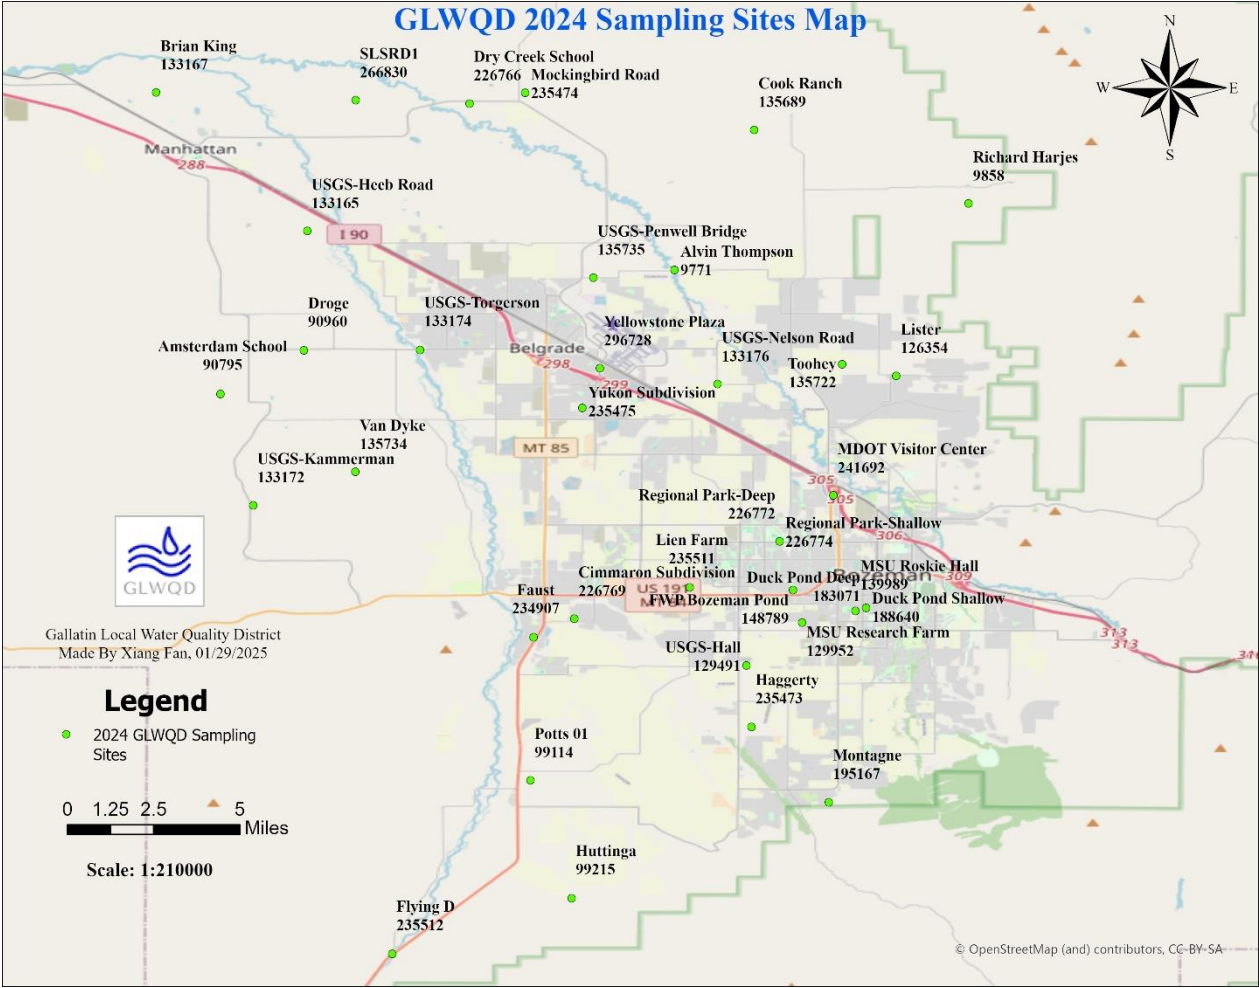 GLWQD 2024 Sampling Sites Map
Brian King
133167
SLSRD1
266830
Dry Creek School
226766
Mockingbird Road
235474
Cook Ranch
135689
N
W
E
S
Manhattan
288
Richard Harjes
9858
USGS-Heeb Road
133165
I 90
USGS-Penwell Bridge
135735
Alvin Thompson
9771
Droge
90960
USGS-Torgerson
133174
Yellowstone Plaza
296728
USGS-Nelson Road
133176
Lister
126354
Amsterdam School
90795
Belgrade
298
299
Toohey
135722
Yukon Subdivision
235475
Van Dyke
135734
MT 85
USGS-Kammerman
133172
MDOT Visitor Center
241692
305
305
Regional Park-Deep
226772
Regional Park-Shallow
226774
306
Lien Farm
235511
GLWQD
Cimmaron Subdivision
226769
US 191
MT 84
Duck Pond Deep
183071
MSU Roskie Hall
139989
Bozeman
309
Faust
234907
FWP Bozeman Pond
148789
Duck Pond Shallow
188640
MSU Research Farm
129952
313
313
Gallatin Local Water Quality District
Made By Xiang Fan, 01/29/2025
USGS-Hall
129491
Haggerty
235473
Legend
2024 GLWQD Sampling
Sites
Potts 01
99114
Montagne
195167
0 1.25 2.5 5
Miles
Scale: 1:210000
Huttinga
99215
Flying D
235512
© OpenStreetMap (and) contributors, CC-BY-SA